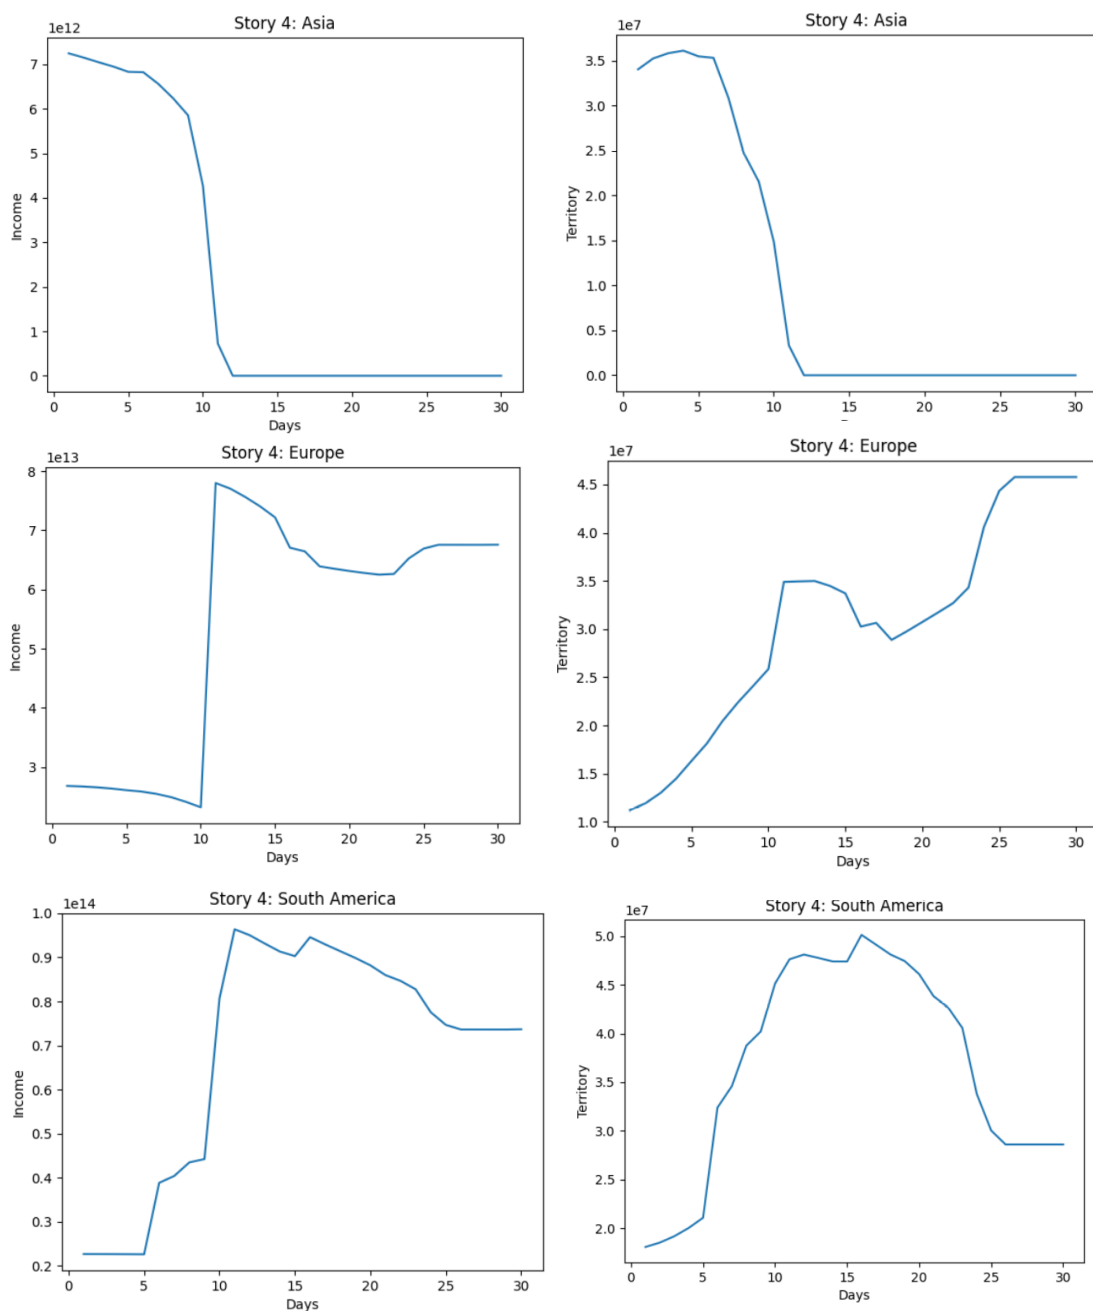 Story 4: Asia
1e12
7
6
5
4
3
2
1
0
Income
0 5 10 15 20 25 30
Days
Story 4: Asia
1e7
3.5
3.0
2.5
2.0
1.5
1.0
0.5
0.0
Territory
0 5 10 15 20 25 30
Story 4: Europe
1e13
8
7
6
5
4
3
Income
0 5 10 15 20 25 30
Days
Story 4: Europe
1e7
4.5
4.0
3.5
3.0
2.5
2.0
1.5
1.0
Territory
0 5 10 15 20 25 30
Days
Story 4: South America
1e14
1.0
0.9
0.8
0.7
0.6
0.5
0.4
0.3
0.2
Income
0 5 10 15 20 25 30
Days
Story 4: South America
1e7
5.0
4.5
4.0
3.5
3.0
2.5
2.0
Territory
0 5 10 15 20 25 30
Days